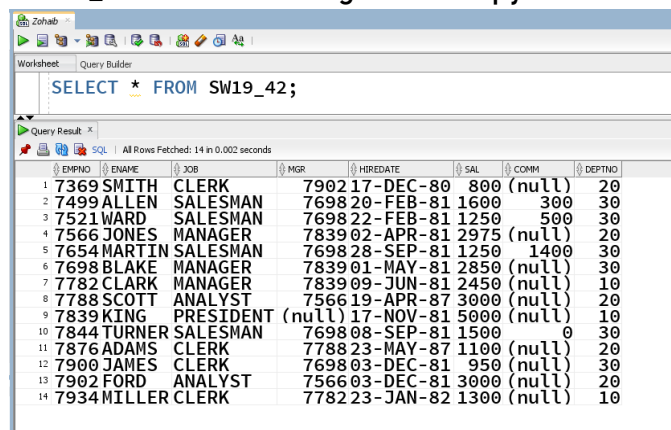 Zohaib
Worksheet Query Builder
SELECT * FROM SW19_42;
Query Result x
SQL | All Rows Fetched: 14 in 0.002 seconds
EMPNO ENAME JOB MGR HIREDATE SAL COMM DEPTNO
1 7369 SMITH CLERK 7902 17-DEC-80 800 (null) 20
2 7499 ALLEN SALESMAN 7698 20-FEB-81 1600 300 30
3 7521 WARD SALESMAN 7698 22-FEB-81 1250 500 30
4 7566 JONES MANAGER 7839 02-APR-81 2975 (null) 20
5 7654 MARTIN SALESMAN 7698 28-SEP-81 1250 1400 30
6 7698 BLAKE MANAGER 7839 01-MAY-81 2850 (null) 30
7 7782 CLARK MANAGER 7839 09-JUN-81 2450 (null) 10
8 7788 SCOTT ANALYST 7566 19-APR-87 3000 (null) 20
9 7839 KING PRESIDENT (null) 17-NOV-81 5000 (null) 10
10 7844 TURNER SALESMAN 7698 08-SEP-81 1500 0 30
11 7876 ADAMS CLERK 7788 23-MAY-87 1100 (null) 20
12 7900 JAMES CLERK 7698 03-DEC-81 950 (null) 30
13 7902 FORD ANALYST 7566 03-DEC-81 3000 (null) 20
14 7934 MILLER CLERK 7782 23-JAN-82 1300 (null) 10